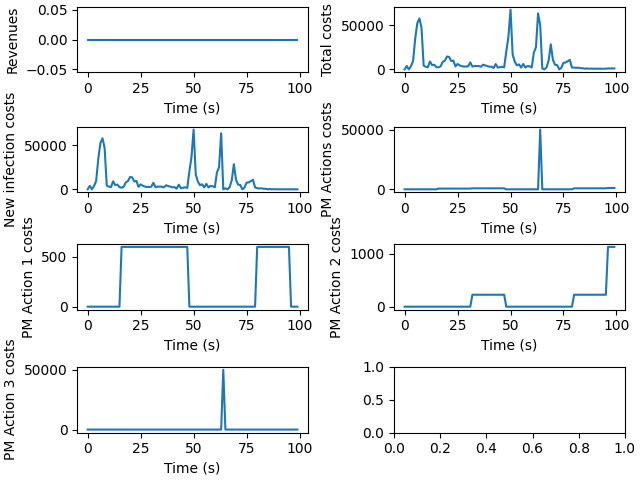 Revenues
0.05
0.00
−0.05
0 25 50 75 100
Time (s)
Total costs
50000
0
0 25 50 75 100
Time (s)
New infection costs
50000
0
0 25 50 75 100
Time (s)
PM Actions costs
50000
0
0 25 50 75 100
Time (s)
PM Action 1 costs
500
0
0 25 50 75 100
Time (s)
PM Action 2 costs
1000
0
0 25 50 75 100
Time (s)
PM Action 3 costs
50000
0
0 25 50 75 100
Time (s)
1.0
0.5
0.0
0.0 0.2 0.4 0.6 0.8 1.0